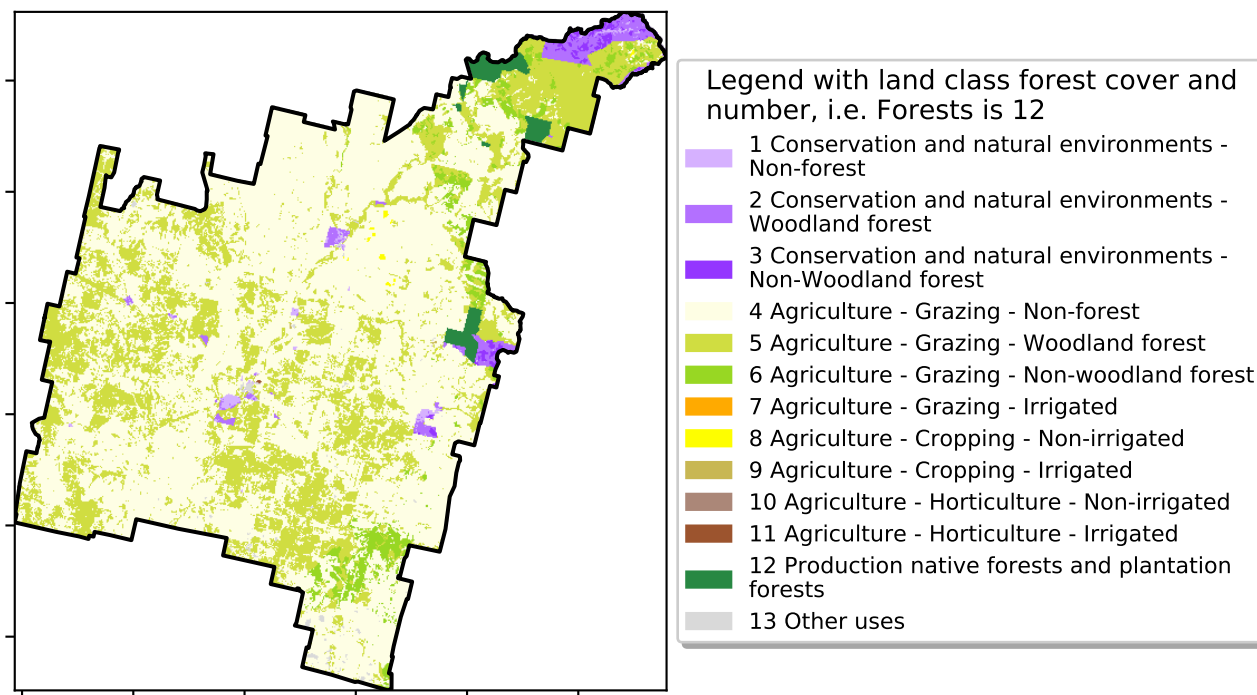 Legend with land class forest cover and
number, i.e. Forests is 12
1 Conservation and natural environments -
Non-forest
2 Conservation and natural environments -
Woodland forest
3 Conservation and natural environments -
Non-Woodland forest
4 Agriculture - Grazing - Non-forest
5 Agriculture - Grazing - Woodland forest
6 Agriculture - Grazing - Non-woodland forest
7 Agriculture - Grazing - Irrigated
8 Agriculture - Cropping - Non-irrigated
9 Agriculture - Cropping - Irrigated
10 Agriculture - Horticulture - Non-irrigated
11 Agriculture - Horticulture - Irrigated
12 Production native forests and plantation
forests
13 Other uses